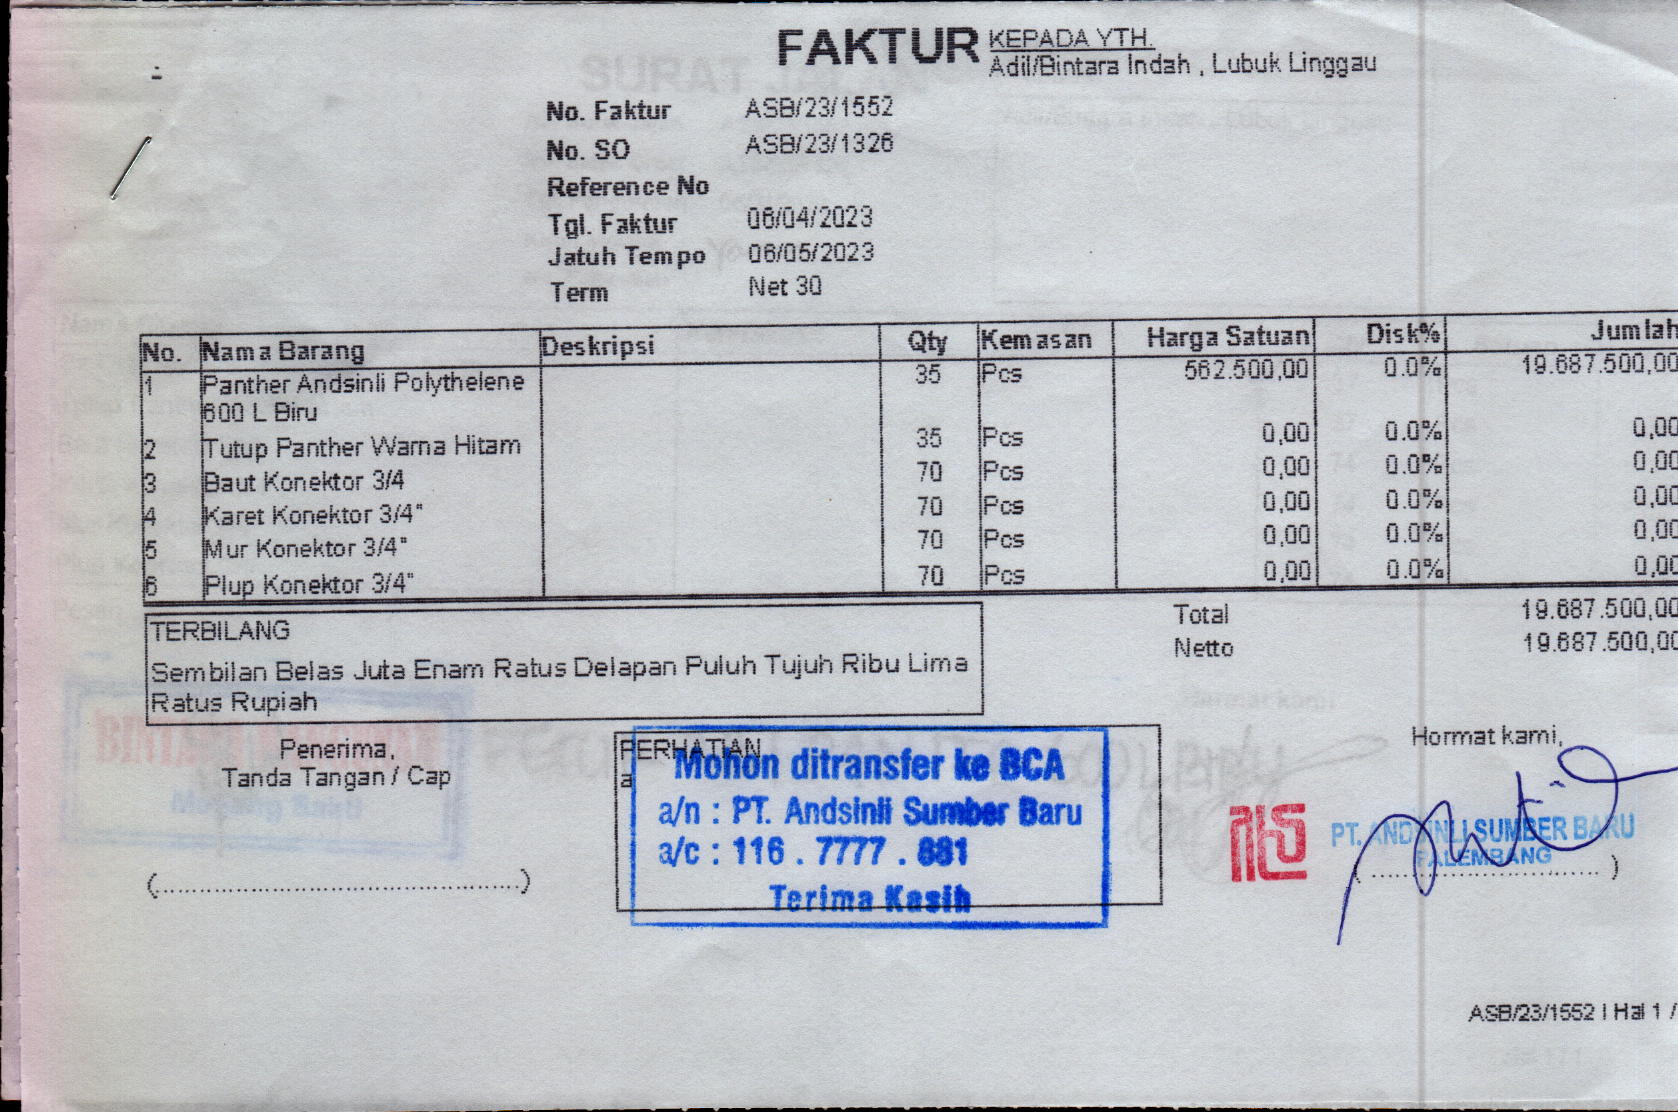 FAKTUR
KEPADA YTH.
Adil/Bintara Indah , Lubuk Linggau
No. Faktur ASB/23/1552
No. SO ASB/23/1326
Reference No
Tgl. Faktur 06/04/2023
Jatuh Tempo 06/05/2023
Term Net 30
No. Nama Barang Deskripsi Qty Kemasan Harga Satuan Disk% Jumlah
1 Panther Andsinli Polythelene 35 Pcs 562.500,00 0.0% 19.687.500,00
600 L Biru
2 Tutup Panther Warna Hitam 35 Pcs 0,00 0.0% 0,00
3 Baut Konektor 3/4 70 Pcs 0,00 0.0% 0,00
4 Karet Konektor 3/4" 70 Pcs 0,00 0.0% 0,00
5 Mur Konektor 3/4" 70 Pcs 0,00 0.0% 0,00
6 Plup Konektor 3/4" 70 Pcs 0,00 0.0% 0,00
Total 19.687.500,00
Netto 19.687.500,00
TERBILANG
Sembilan Belas Juta Enam Ratus Delapan Puluh Tujuh Ribu Lima
Ratus Rupiah
Penerima,
Tanda Tangan / Cap
(...............................................)
PERHATIAN
a
Mohon ditransfer ke BCA
a/n : PT. Andsinli Sumber Baru
a/c : 116 . 7777 . 881
Terima Kasih
Hormat kami,
PT. ANDSINLI SUMBER BARU
PALEMBANG
( ............................... )
ASB/23/1552 | Hal 1 /